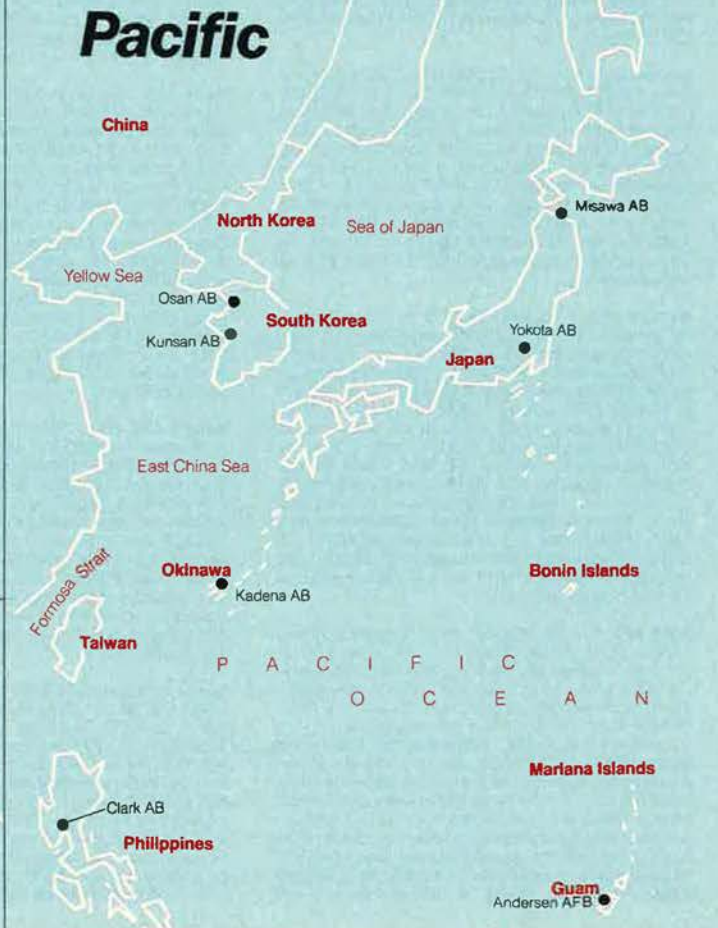 Pacific
China
Misawa AB
North Korea
Sea of Japan
Yellow Sea
Osan AB
South Korea
Kunsan AB
Yokota AB
Japan
East China Sea
Formosa Strait
Okinawa
Kadena AB
Bonin Islands
Taiwan
PACIFIC
OCEAN
Mariana Islands
Clark AB
Philippines
Guam
Andersen AFB